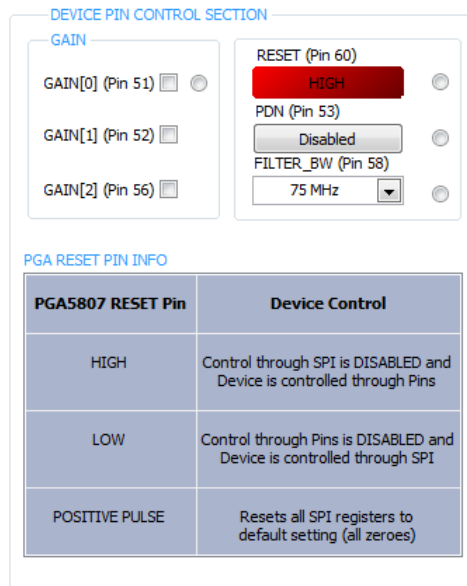 DEVICE PIN CONTROL SECTION
GAIN
GAIN[0] (Pin 51)
GAIN[1] (Pin 52)
GAIN[2] (Pin 56)
RESET (Pin 60)
HIGH
PDN (Pin 53)
Disabled
FILTER_BW (Pin 58)
75 MHz
PGA RESET PIN INFO
PGA5807 RESET Pin
Device Control
HIGH
Control through SPI is DISABLED and
Device is controlled through Pins
LOW
Control through Pins is DISABLED and
Device is controlled through SPI
POSITIVE PULSE
Resets all SPI registers to
default setting (all zeroes)